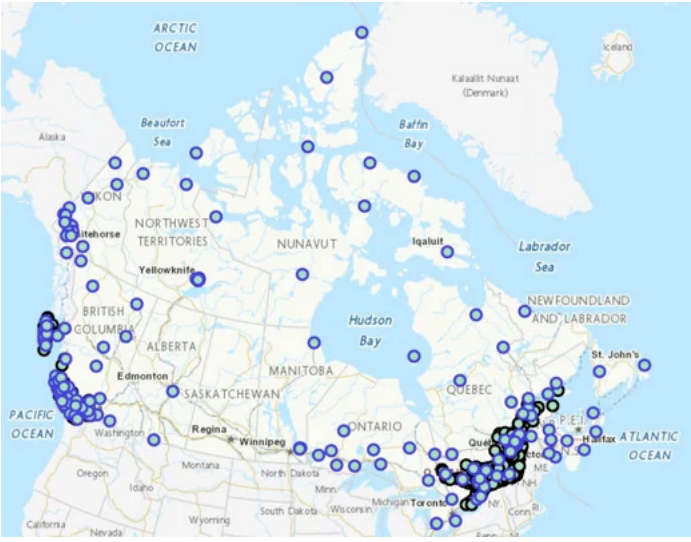 ARCTIC
OCEAN
Iceland
Kalaallit Nunaat
(Denmark)
Alaska
Beaufort
Sea
Baffin
Bay
YUKON
NORTHWEST
TERRITORIES
NUNAVUT
Iqaluit
Labrador
Sea
Yellowknife
Hudson
Bay
NEWFOUNDLAND
AND LABRADOR
BRITISH
COLUMBIA
ALBERTA
St. John's
MANITOBA
Edmonton
SASKATCHEWAN
QUEBEC
PACIFIC
OCEAN
Washington
Regina
Winnipeg
ONTARIO
P.E.I.
Halifax
ATLANTIC
OCEAN
Montana
North Dakota
ME
Oregon
Idaho
Minn.
NH
South Dakota
Wisconsin
Michigan
Toronto
NY
Conn
RI
Wyoming
California
Nevada